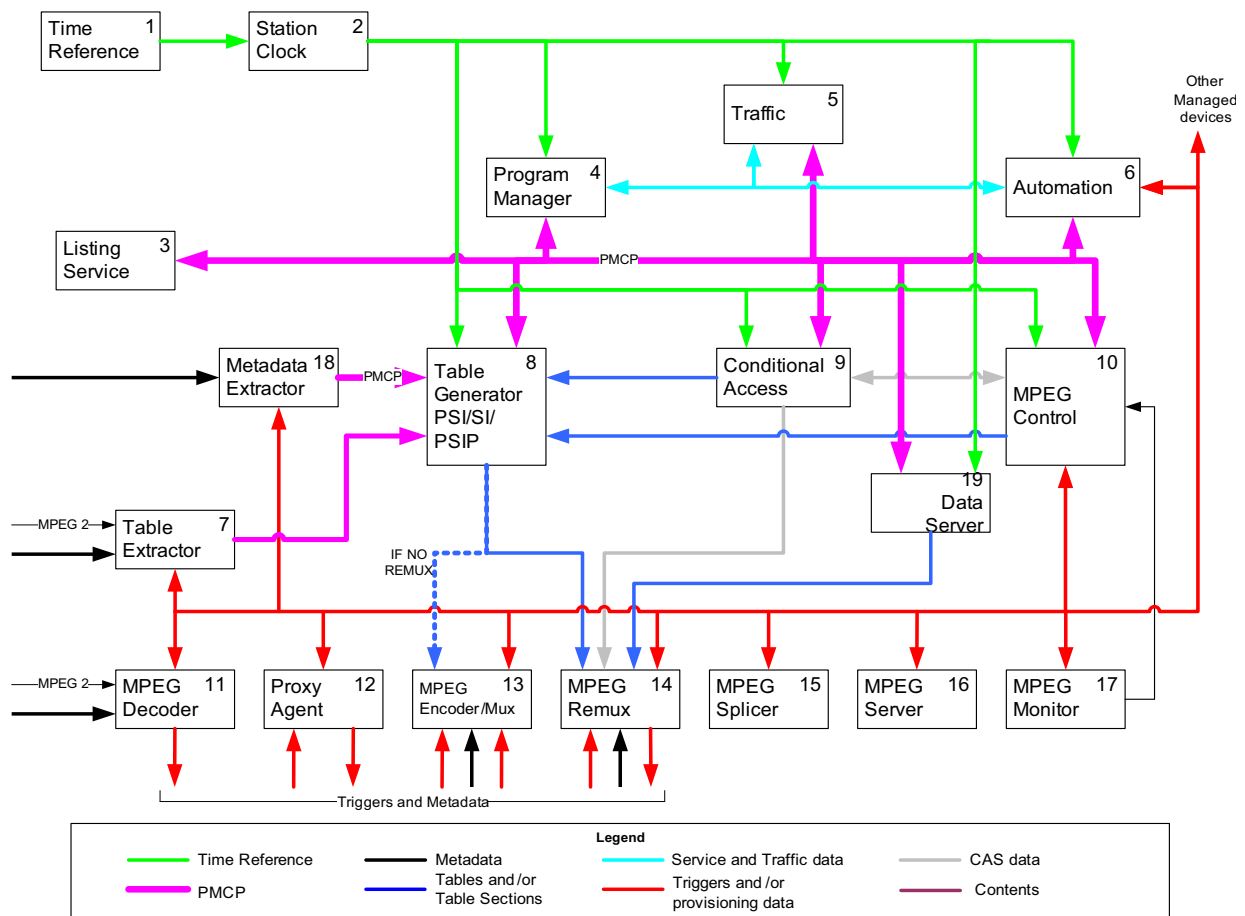 Time
Reference
1
Station
Clock
2
Other
Managed
devices
Traffic
5
Program
Manager
4
Automation
6
Listing
Service
3
PMCP
Metadata
Extractor
18
PMCP
Table
Generator
PSI/SI/
PSIP
8
Conditional
Access
9
10
MPEG
Control
19
Data
Server
MPEG 2
Table
Extractor
7
IF NO
REMUX
MPEG 2
MPEG
Decoder
11
Proxy
Agent
12
MPEG
Encoder/Mux
13
MPEG
Remux
14
MPEG
Splicer
15
MPEG
Server
16
MPEG
Monitor
17
Triggers and Metadata
Legend
Time Reference
Metadata
Service and Traffic data
CAS data
PMCP
Tables and/or
Table Sections
Triggers and/or
provisioning data
Contents